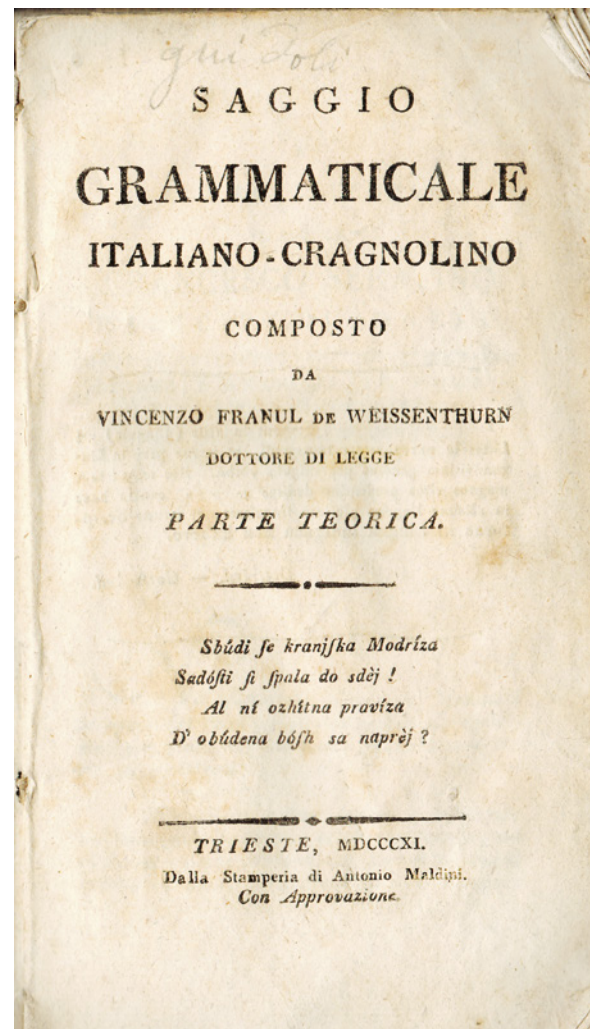 SAGGIO
GRAMMATICALE
ITALIANO-CRAGNOLINO
COMPOSTO
DA
VINCENZO FRANUL DE WEISSENTHURN
DOTTORE DI LEGGE
PARTE TEORICA.
Sbúdi ſe kranjſka Modríza
Sadóſti ſi ſpala do sdèj !
Al ní ozhítna pravíza
D' obúdena bóſh sa naprèj ?
TRIESTE, MDCCCXI.
Dalla Stamperia di Antonio Maldini.
Con Approvazione.